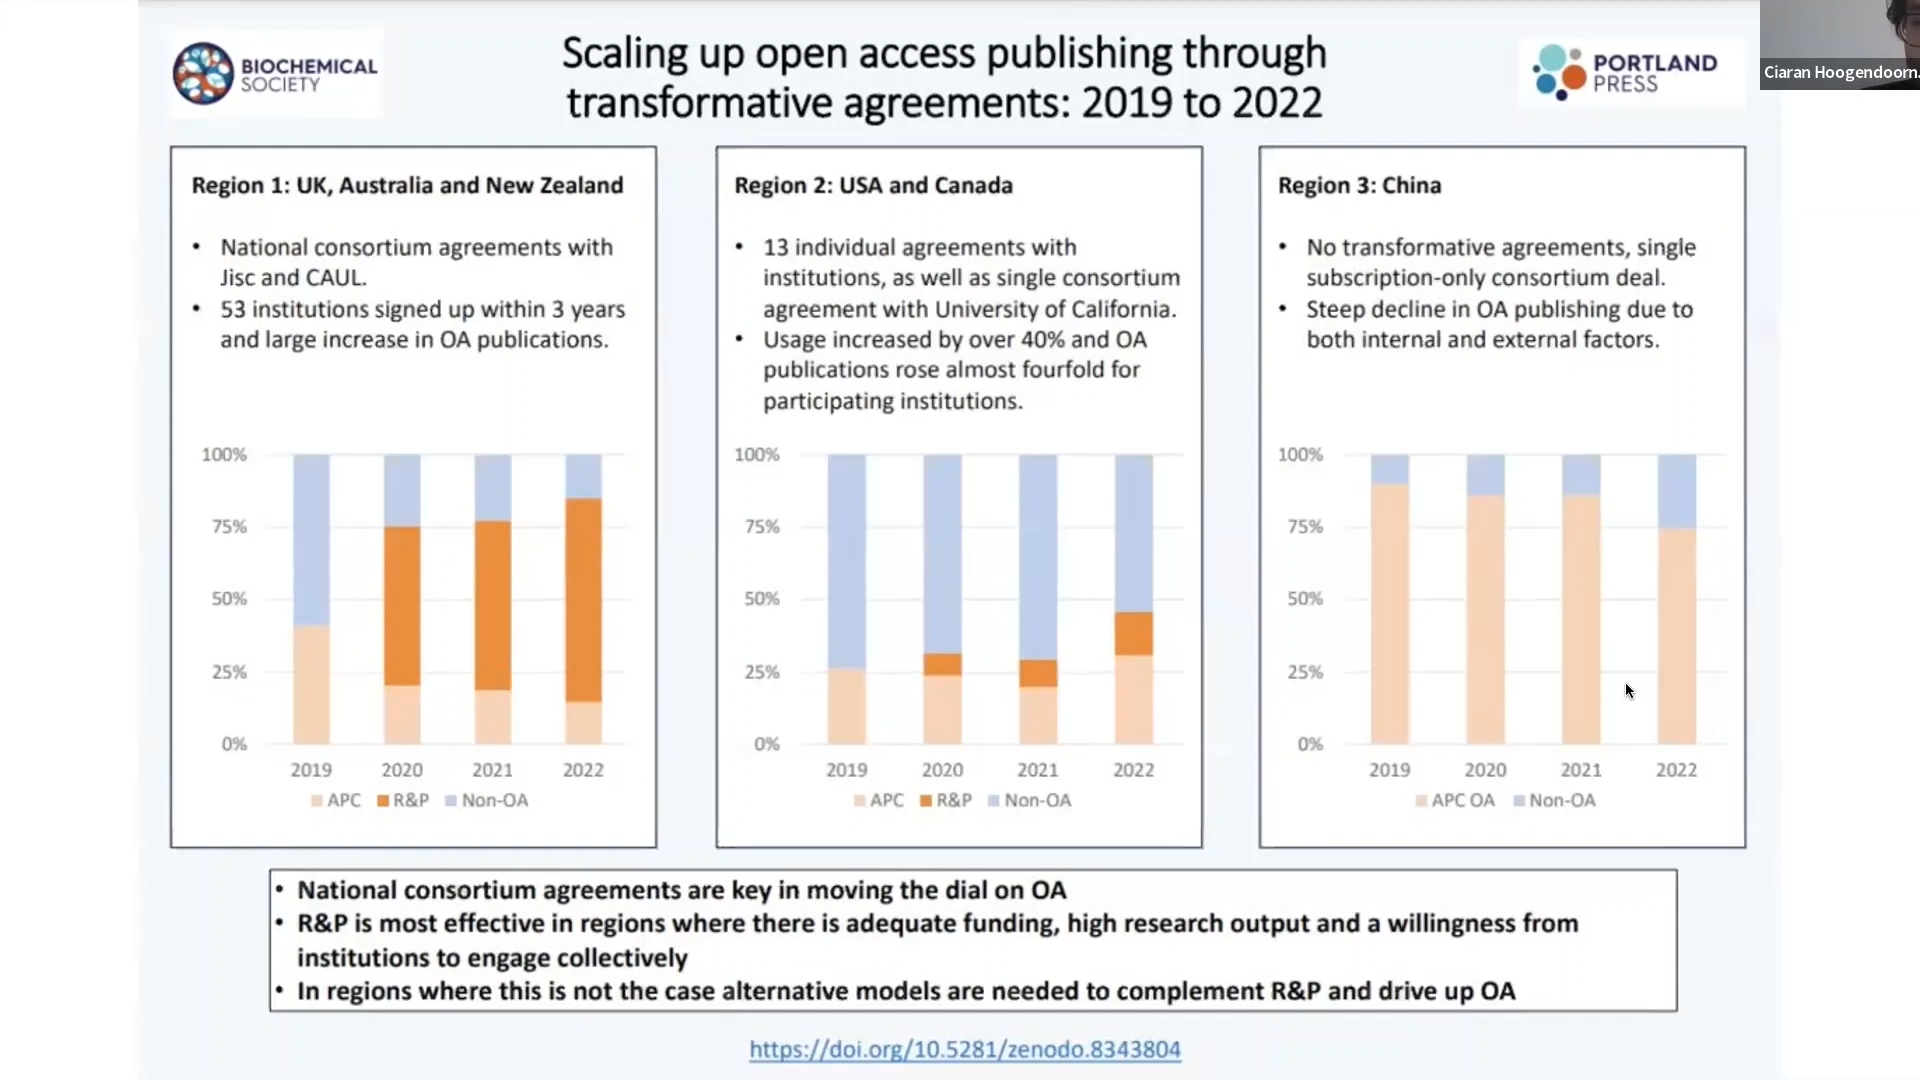 BIOCHEMICAL
SOCIETY
Scaling up open access publishing through
transformative agreements: 2019 to 2022
PORTLAND
PRESS
Ciaran Hoogendoorn
Region 1: UK, Australia and New Zealand
• National consortium agreements with
Jisc and CAUL.
• 53 institutions signed up within 3 years
and large increase in OA publications.
100%
75%
50%
25%
0%
2019 2020 2021 2022
APC R&P Non-OA
Region 2: USA and Canada
• 13 individual agreements with
institutions, as well as single consortium
agreement with University of California.
• Usage increased by over 40% and OA
publications rose almost fourfold for
participating institutions.
100%
75%
50%
25%
0%
2019 2020 2021 2022
APC R&P Non-OA
Region 3: China
• No transformative agreements, single
subscription-only consortium deal.
• Steep decline in OA publishing due to
both internal and external factors.
100%
75%
50%
25%
0%
2019 2020 2021 2022
APC OA Non-OA
• National consortium agreements are key in moving the dial on OA
• R&P is most effective in regions where there is adequate funding, high research output and a willingness from
institutions to engage collectively
• In regions where this is not the case alternative models are needed to complement R&P and drive up OA
https://doi.org/10.5281/zenodo.8343804